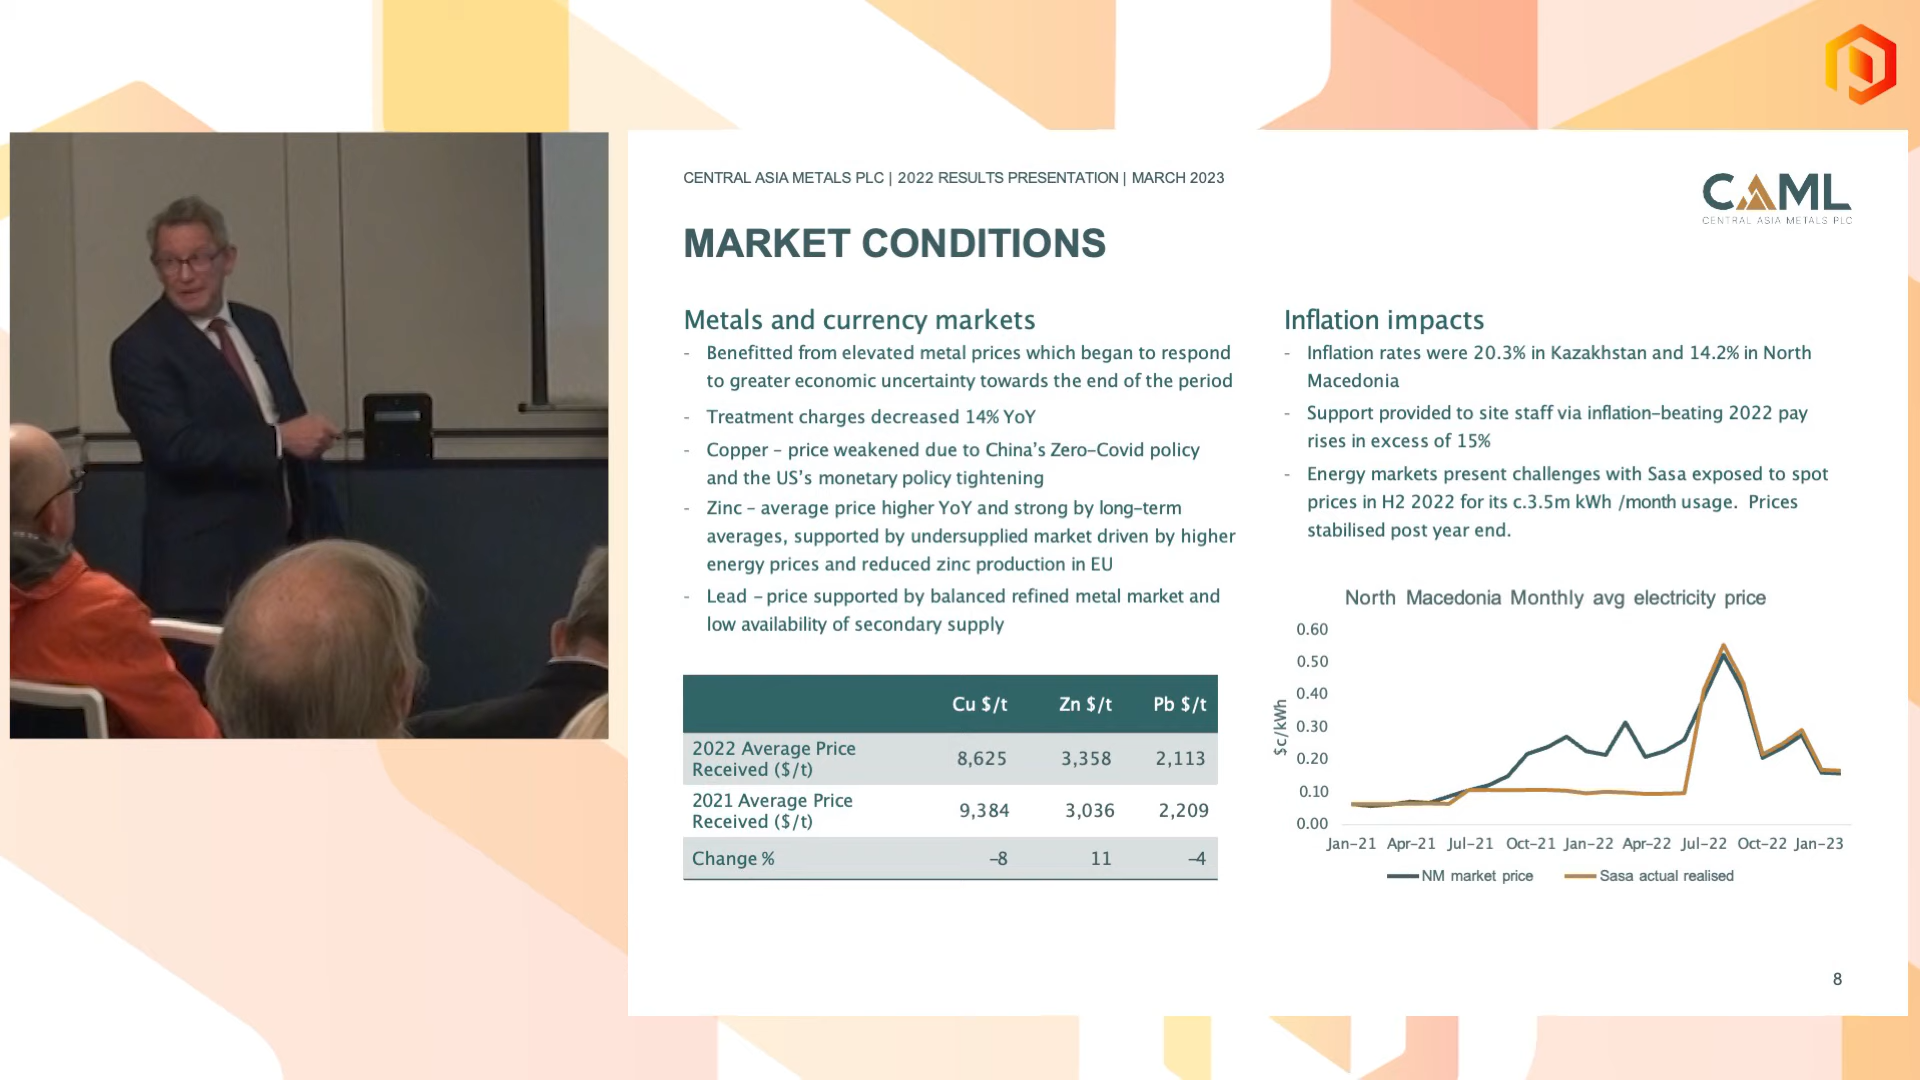 CENTRAL ASIA METALS PLC | 2022 RESULTS PRESENTATION | MARCH 2023
CAML
CENTRAL ASIA METALS PLC
MARKET CONDITIONS
Metals and currency markets
- Benefitted from elevated metal prices which began to respond
to greater economic uncertainty towards the end of the period
- Treatment charges decreased 14% YoY
- Copper – price weakened due to China’s Zero-Covid policy
and the US’s monetary policy tightening
- Zinc – average price higher YoY and strong by long-term
averages, supported by undersupplied market driven by higher
energy prices and reduced zinc production in EU
- Lead – price supported by balanced refined metal market and
low availability of secondary supply
Cu $/t Zn $/t Pb $/t
2022 Average Price
Received ($/t) 8,625 3,358 2,113
2021 Average Price
Received ($/t) 9,384 3,036 2,209
Change % -8 11 -4
Inflation impacts
- Inflation rates were 20.3% in Kazakhstan and 14.2% in North
Macedonia
- Support provided to site staff via inflation-beating 2022 pay
rises in excess of 15%
- Energy markets present challenges with Sasa exposed to spot
prices in H2 2022 for its c.3.5m kWh /month usage. Prices
stabilised post year end.
North Macedonia Monthly avg electricity price
$c/kWh
0.60
0.50
0.40
0.30
0.20
0.10
0.00
Jan-21 Apr-21 Jul-21 Oct-21 Jan-22 Apr-22 Jul-22 Oct-22 Jan-23
NM market price Sasa actual realised
8